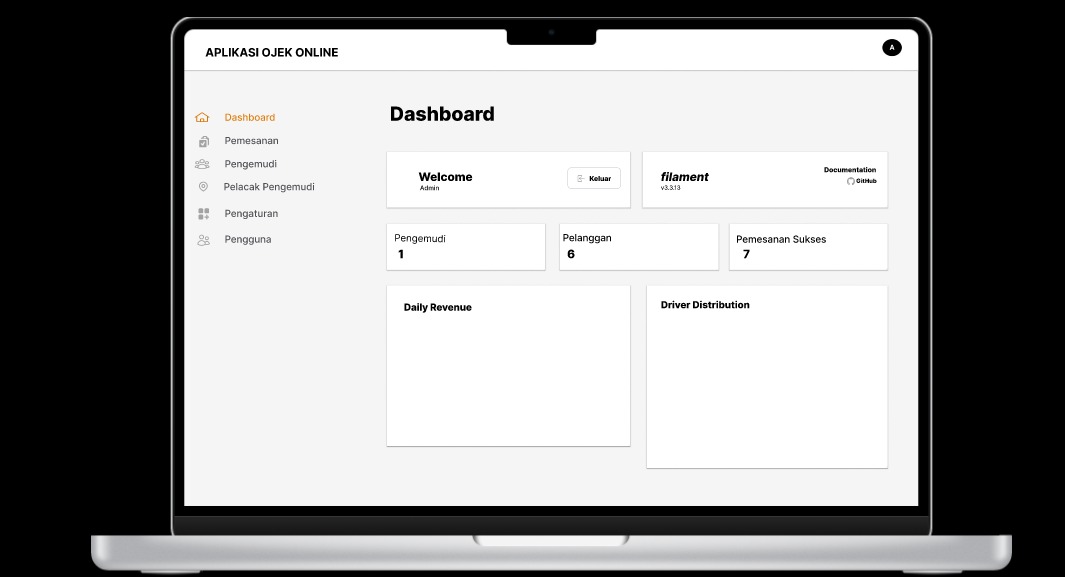 APLIKASI OJEK ONLINE
A
Dashboard
Pemesanan
Pengemudi
Pelacak Pengemudi
Pengaturan
Pengguna
Dashboard
Welcome
Admin
Keluar
filament
v3.3.13
Documentation
GitHub
Pengemudi
1
Pelanggan
6
Pemesanan Sukses
7
Daily Revenue
Driver Distribution